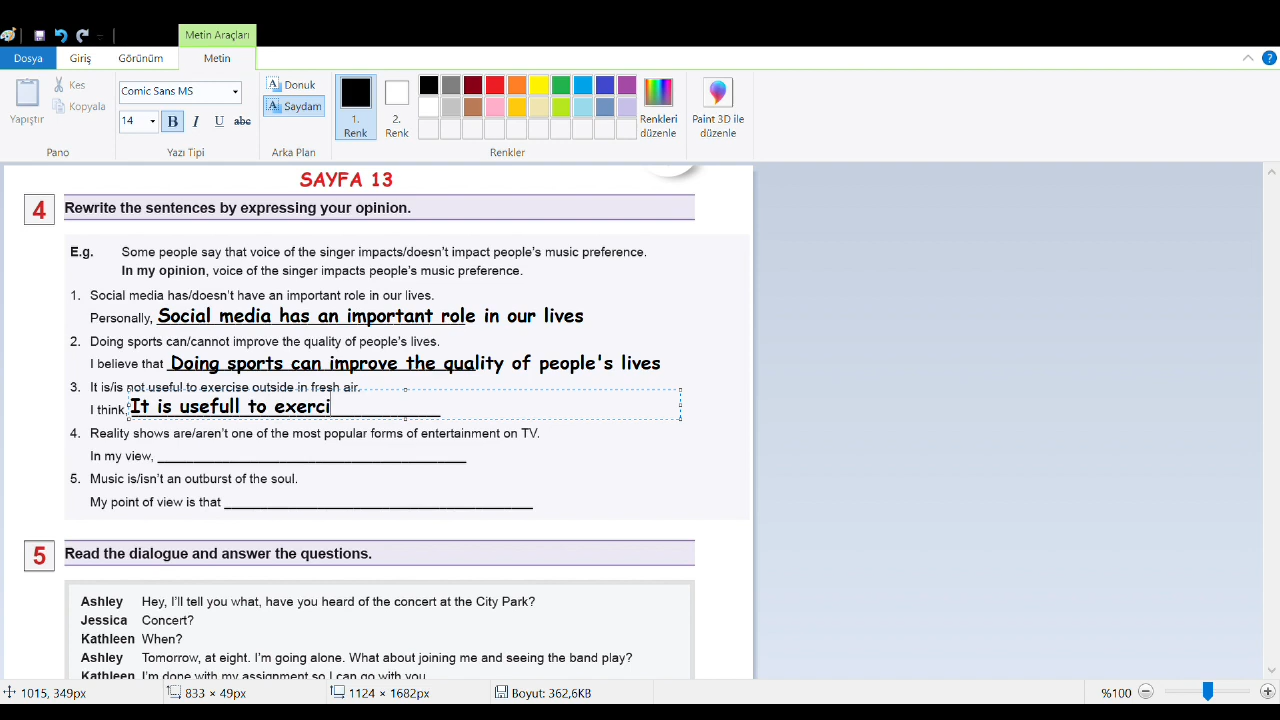 Metin Araçları
Dosya Giriş Görünüm Metin
Yapıştır
Kes
Kopyala
Pano
Comic Sans MS
14 B I U abc
Yazı Tipi
Donuk
Saydam
Arka Plan
1. Renk
2. Renk
Renkler
Renkleri düzenle
Paint 3D ile düzenle
SAYFA 13
4 Rewrite the sentences by expressing your opinion.
E.g. Some people say that voice of the singer impacts/doesn't impact people's music preference.
In my opinion, voice of the singer impacts people's music preference.
1. Social media has/doesn't have an important role in our lives.
Personally, Social media has an important role in our lives
2. Doing sports can/cannot improve the quality of people's lives.
I believe that Doing sports can improve the quality of people's lives
3. It is/is not useful to exercise outside in fresh air.
I think, It is usefull to exerci
4. Reality shows are/aren't one of the most popular forms of entertainment on TV.
In my view,
5. Music is/isn't an outburst of the soul.
My point of view is that
5 Read the dialogue and answer the questions.
Ashley Hey, I'll tell you what, have you heard of the concert at the City Park?
Jessica Concert?
Kathleen When?
Ashley Tomorrow, at eight. I'm going alone. What about joining me and seeing the band play?
Kathleen I'm done with my assignment so I can go with you.
1015, 349px 833 × 49px 1124 × 1682px Boyut: 362,6KB %100